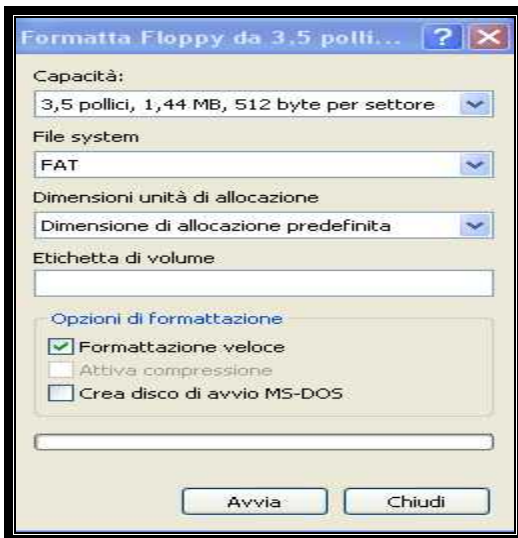 Formatta Floppy da 3,5 polli...
Capacità:
3,5 pollici, 1,44 MB, 512 byte per settore
File system
FAT
Dimensioni unità di allocazione
Dimensione di allocazione predefinita
Etichetta di volume
Opzioni di formattazione
Formattazione veloce
Attiva compressione
Crea disco di avvio MS-DOS
Avvia Chiudi